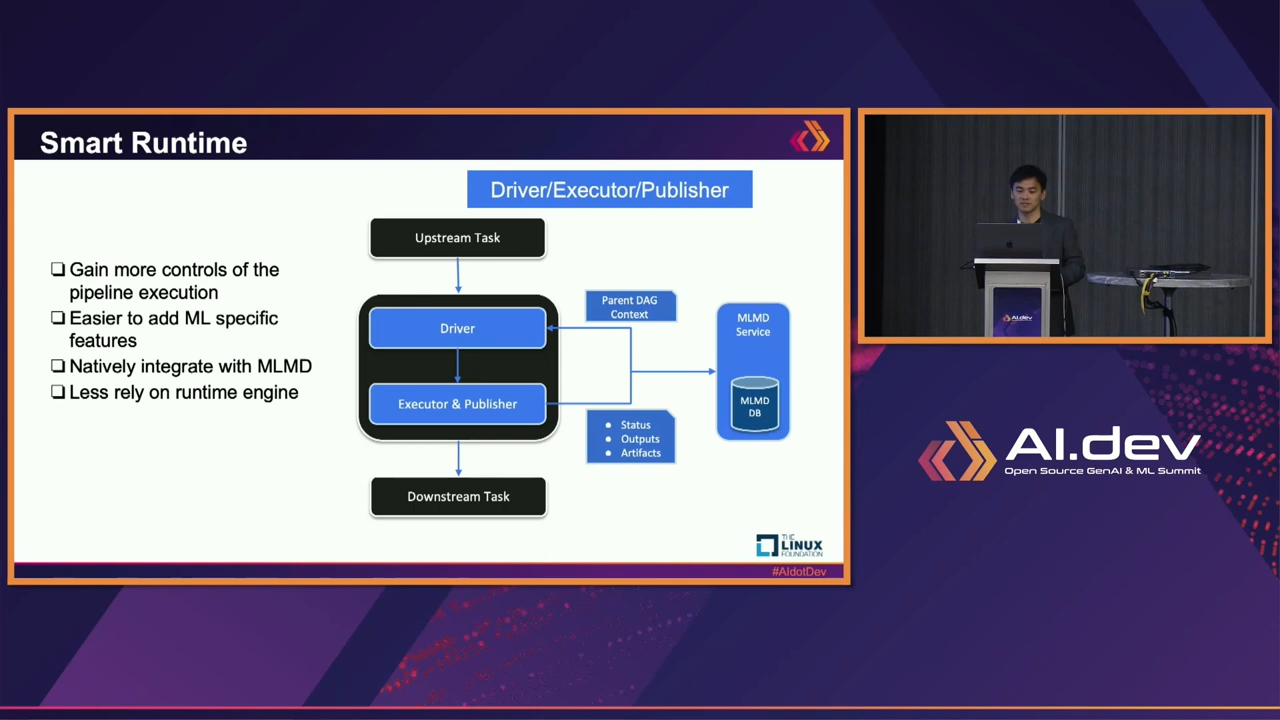 Smart Runtime
Driver/Executor/Publisher
Upstream Task
❏ Gain more controls of the
pipeline execution
❏ Easier to add ML specific
features
❏ Natively integrate with MLMD
❏ Less rely on runtime engine
Driver
Executor & Publisher
Downstream Task
Parent DAG
Context
● Status
● Outputs
● Artifacts
MLMD
Service
MLMD
DB
THE
LINUX
FOUNDATION
#AIdotDev
AI.dev
AI.dev
Open Source GenAI & ML Summit